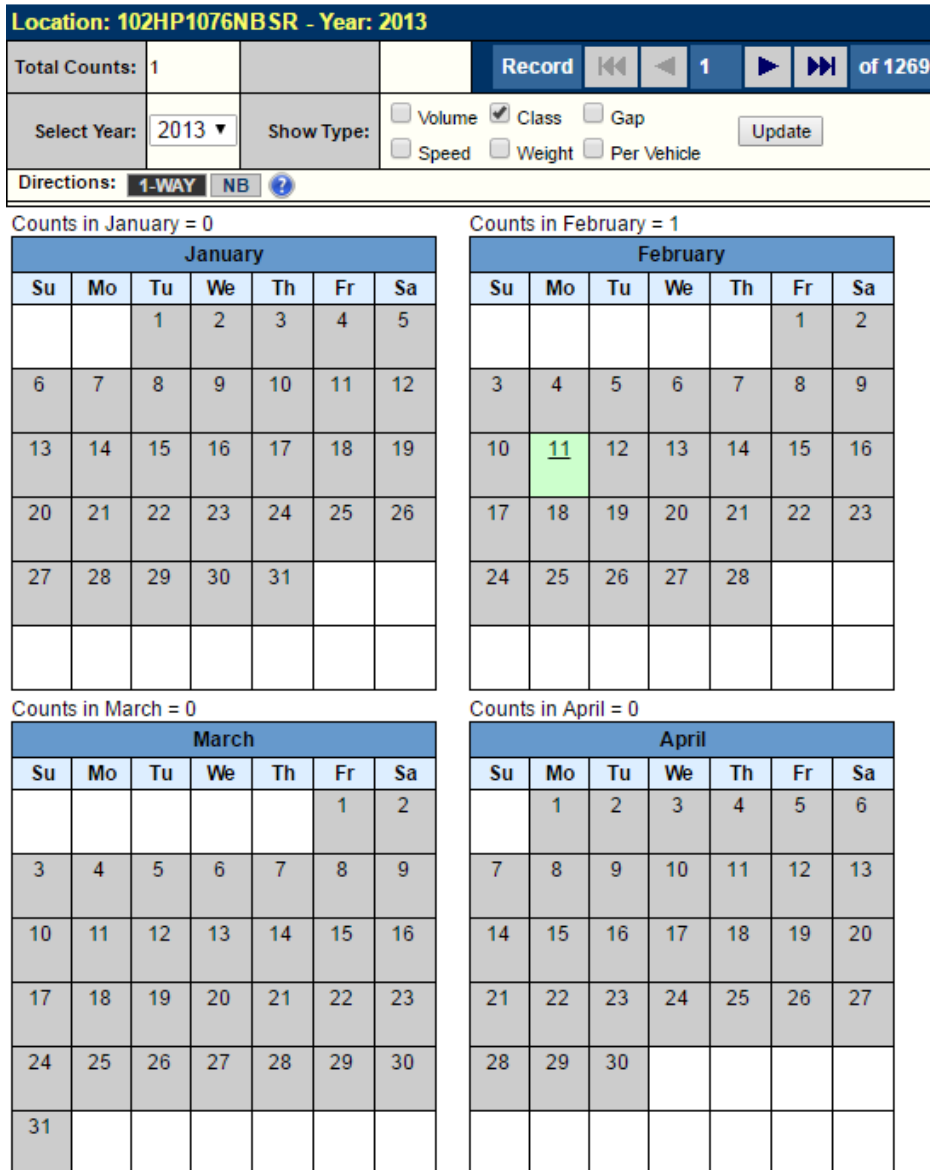 Location: 102HP1076NBSR - Year: 2013
Total Counts: 1 Record 1 of 1269
Select Year: 2013 Show Type: Volume Class Gap
Speed Weight Per Vehicle Update
Directions: 1-WAY NB ?
Counts in January = 0
January
Su Mo Tu We Th Fr Sa
1 2 3 4 5
6 7 8 9 10 11 12
13 14 15 16 17 18 19
20 21 22 23 24 25 26
27 28 29 30 31
Counts in February = 1
February
Su Mo Tu We Th Fr Sa
1 2
3 4 5 6 7 8 9
10 11 12 13 14 15 16
17 18 19 20 21 22 23
24 25 26 27 28
Counts in March = 0
March
Su Mo Tu We Th Fr Sa
1 2
3 4 5 6 7 8 9
10 11 12 13 14 15 16
17 18 19 20 21 22 23
24 25 26 27 28 29 30
31
Counts in April = 0
April
Su Mo Tu We Th Fr Sa
1 2 3 4 5 6
7 8 9 10 11 12 13
14 15 16 17 18 19 20
21 22 23 24 25 26 27
28 29 30